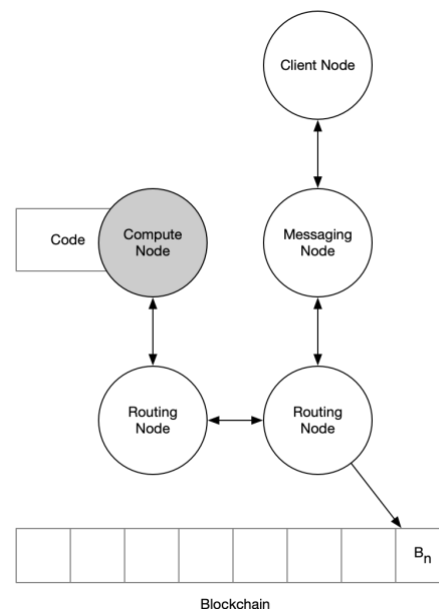 Client Node
Code
Compute
Node
Messaging
Node
Routing
Node
Routing
Node
Bn
Blockchain